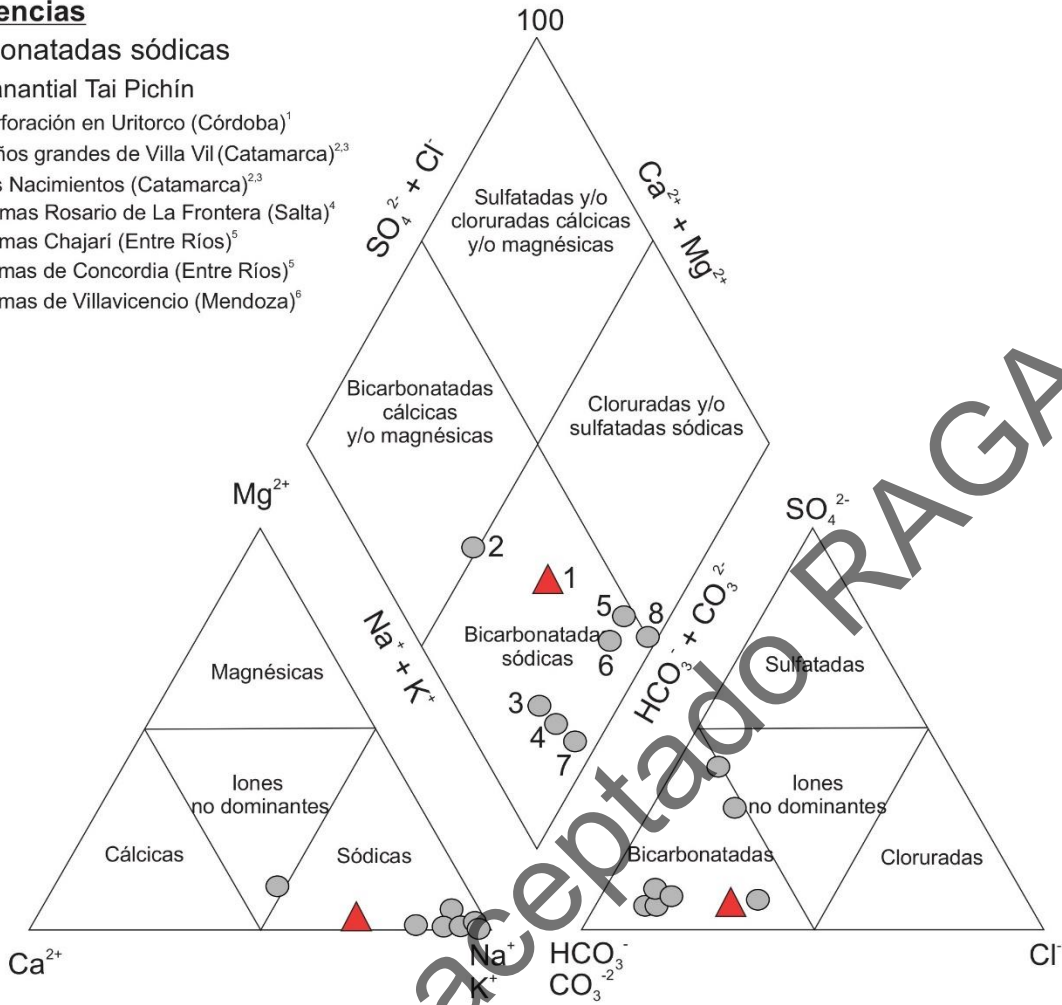 encias
onatadas sódicas
anantial Tai Pichín
foración en Uritorco (Córdoba)¹
ños grandes de Villa Vil (Catamarca)²,³
s Nacimientos (Catamarca)²,³
mas Rosario de La Frontera (Salta)⁴
mas Chajarí (Entre Ríos)⁵
mas de Concordia (Entre Ríos)⁵
mas de Villavicencio (Mendoza)⁶
100
SO₄²⁻ + Cl⁻
Ca²⁺ + Mg²⁺
Sulfatadas y/o
cloruradas cálcicas
y/o magnésicas
Bicarbonatadas
cálcicas
y/o magnésicas
Cloruradas y/o
sulfatadas sódicas
2
1
5
8
6
Bicarbonatadas
sódicas
3
4
7
Na⁺ + K⁺
HCO₃⁻ + CO₃²⁻
Mg²⁺
Magnésicas
Iones
no dominantes
Cálcicas
Sódicas
Ca²⁺
Na⁺
K⁺
SO₄²⁻
Sulfatadas
Iones
no dominantes
Bicarbonatadas
Cloruradas
HCO₃⁻
CO₃⁻²
Cl⁻
aceptado RAGA